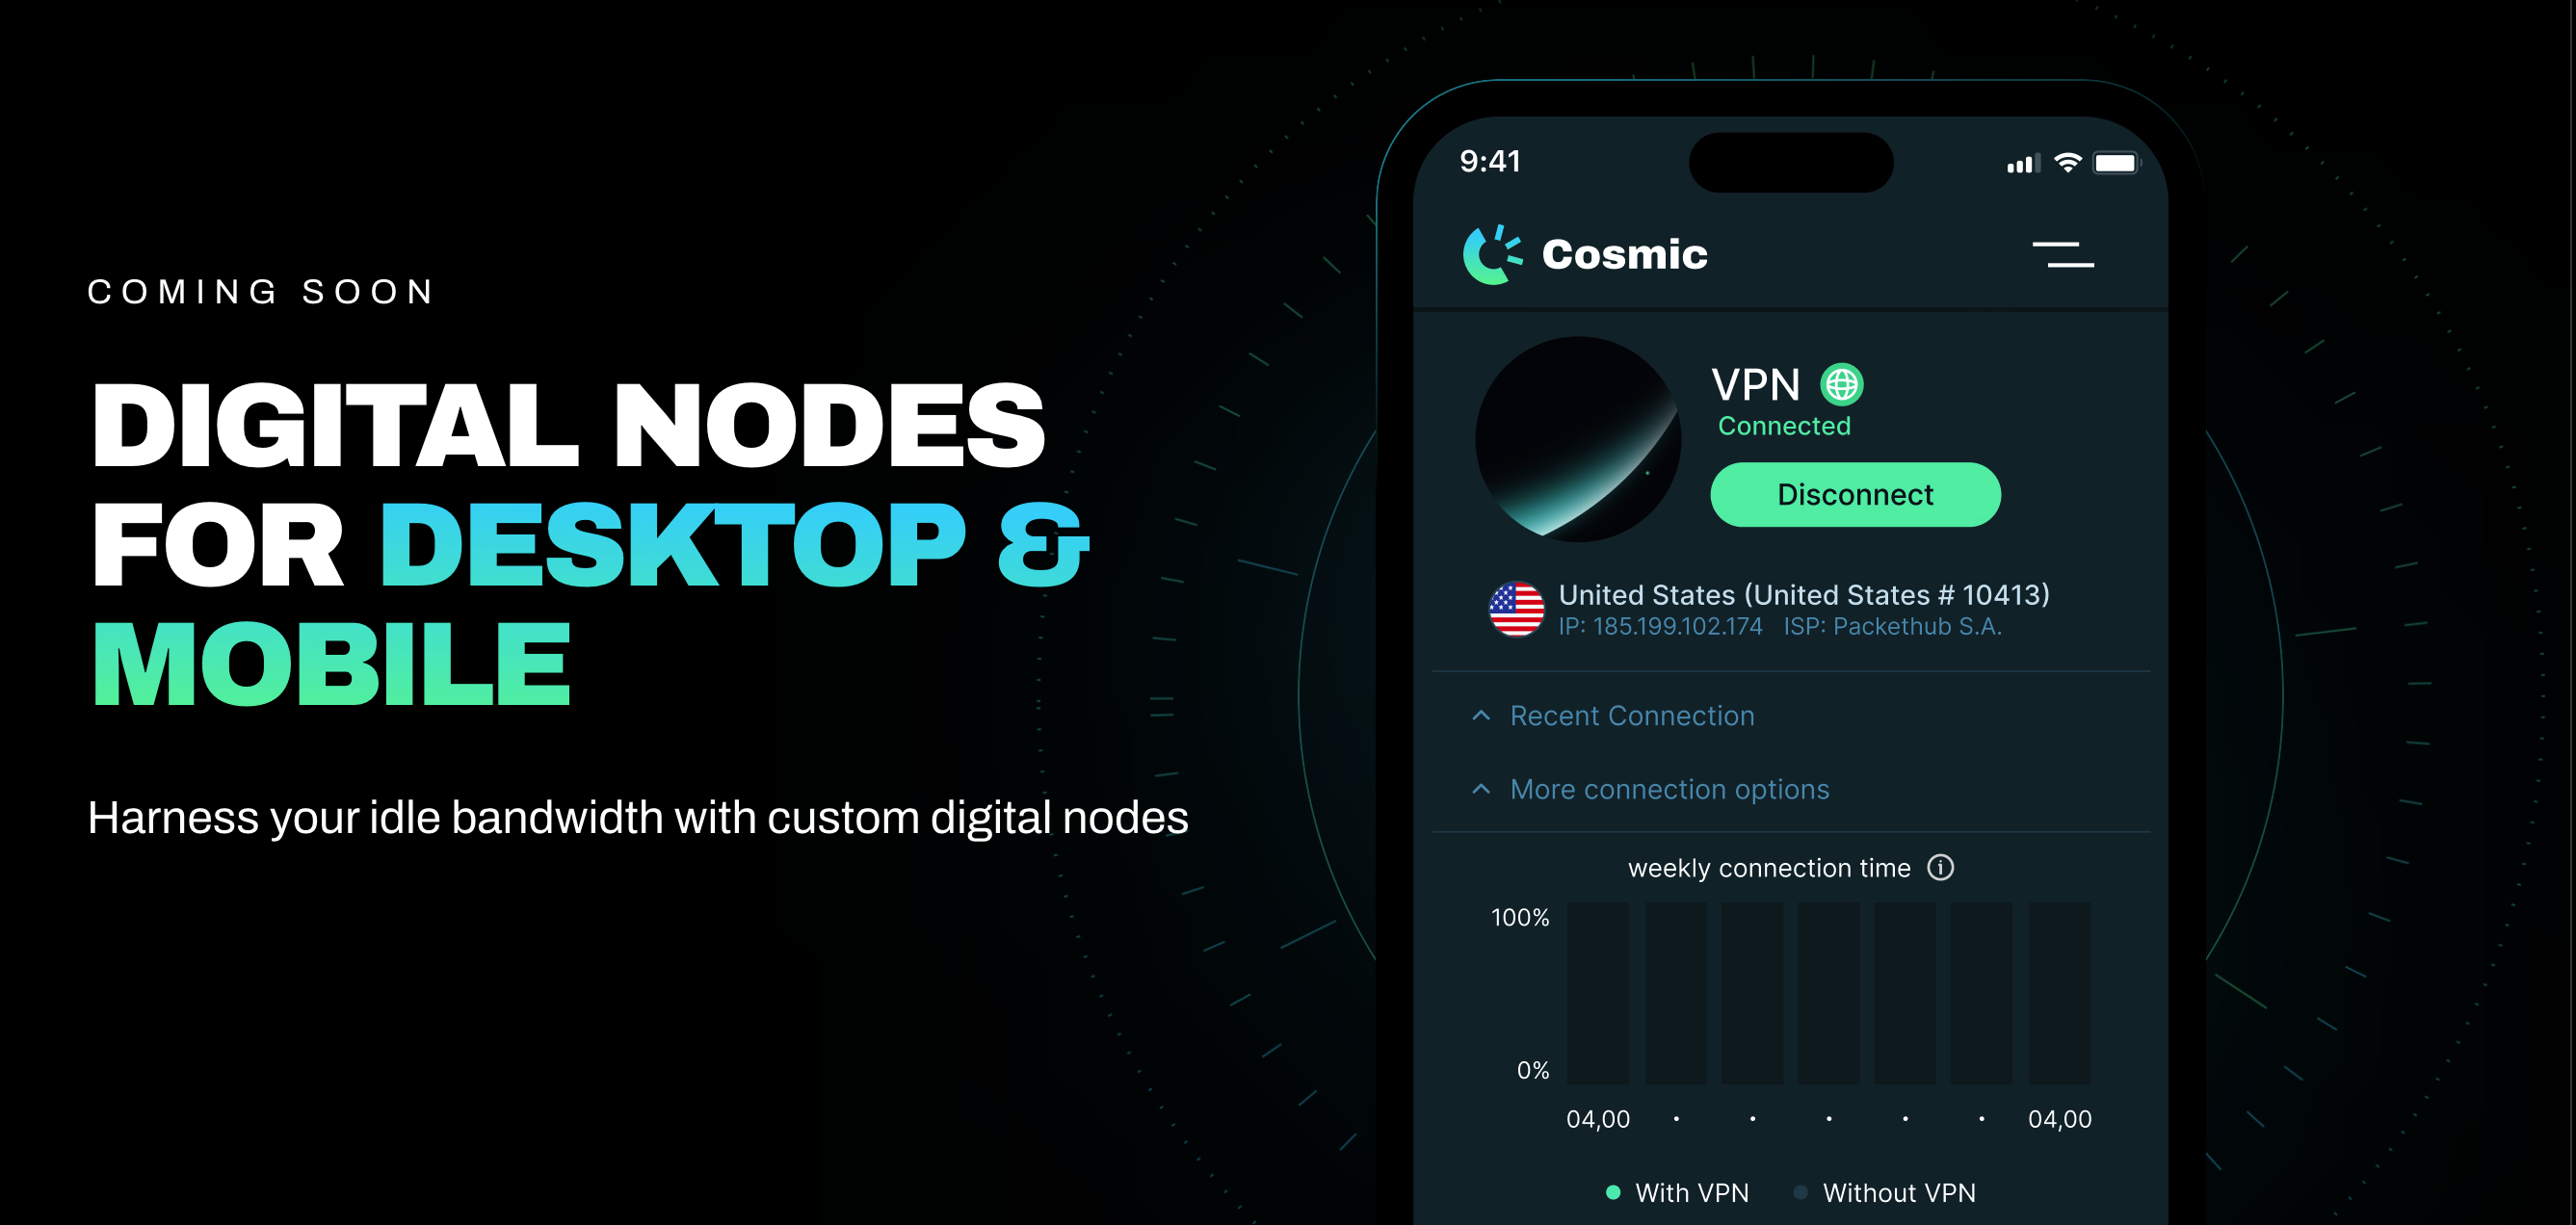 COMING SOON
DIGITAL NODES
FOR DESKTOP &
MOBILE
Harness your idle bandwidth with custom digital nodes
9:41
Cosmic
VPN
Connected
Disconnect
United States (United States # 10413)
IP: 185.199.102.174 ISP: Packethub S.A.
Recent Connection
More connection options
weekly connection time
100%
0%
04,00 • • • • • 04,00
With VPN Without VPN